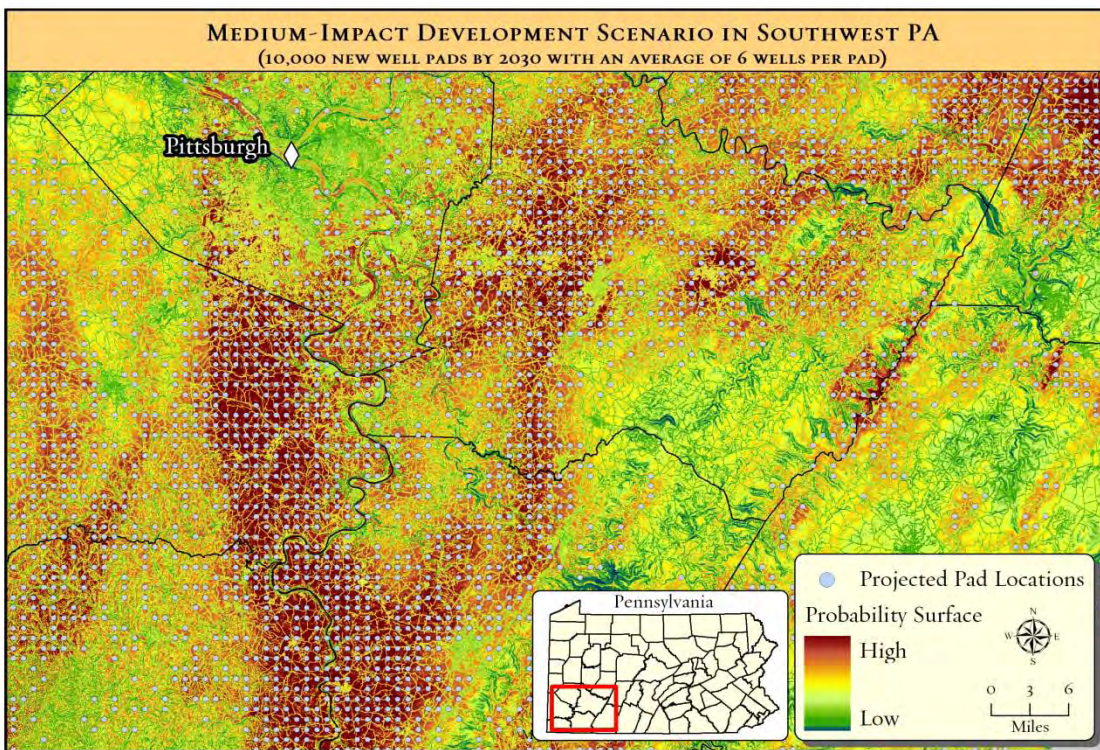 Medium-Impact Development Scenario in Southwest PA
(10,000 new well pads by 2030 with an average of 6 wells per pad)
Pittsburgh
Pennsylvania
Projected Pad Locations
Probability Surface
High
Low
N
W E
S
0 3 6
Miles